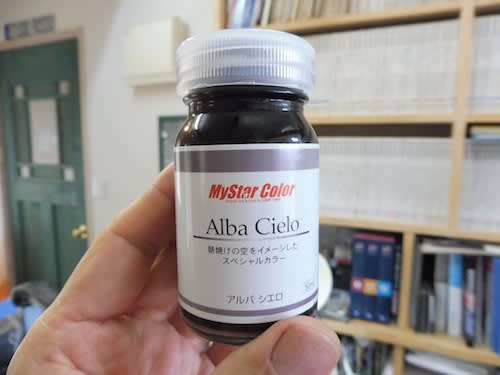 MyStar Color
Alba Cielo
朝焼けの空をイメージした
スペシャルカラー
アルバ シエロ